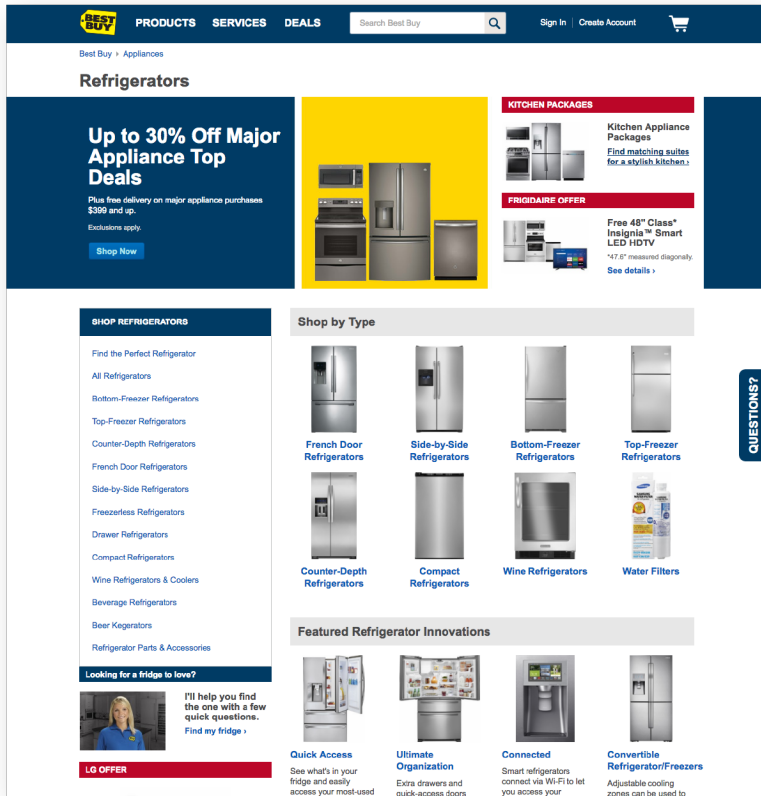 BEST
BUY
PRODUCTS
SERVICES
DEALS
Search Best Buy
Sign In
Create Account
Best Buy
Appliances
Refrigerators
Up to 30% Off Major
Appliance Top
Deals
Plus free delivery on major appliance purchases
$399 and up.
Exclusions apply.
Shop Now
KITCHEN PACKAGES
Kitchen Appliance
Packages
Find matching suites
for a stylish kitchen ›
FRIGIDAIRE OFFER
Free 48" Class*
Insignia™ Smart
LED HDTV
*47.6" measured diagonally.
See details ›
SHOP REFRIGERATORS
Find the Perfect Refrigerator
All Refrigerators
Bottom-Freezer Refrigerators
Top-Freezer Refrigerators
Counter-Depth Refrigerators
French Door Refrigerators
Side-by-Side Refrigerators
Freezerless Refrigerators
Drawer Refrigerators
Compact Refrigerators
Wine Refrigerators & Coolers
Beverage Refrigerators
Beer Kegerators
Refrigerator Parts & Accessories
Looking for a fridge to love?
I'll help you find
the one with a few
quick questions.
Find my fridge ›
LG OFFER
Shop by Type
French Door
Refrigerators
Side-by-Side
Refrigerators
Bottom-Freezer
Refrigerators
Top-Freezer
Refrigerators
Counter-Depth
Refrigerators
Compact
Refrigerators
Wine Refrigerators
SAMSUNG
Water Filters
Featured Refrigerator Innovations
Quick Access
See what's in your
fridge and easily
access your most-used
Ultimate
Organization
Extra drawers and
quick-access doors
Connected
Smart refrigerators
connect via Wi-Fi to let
you access your
Convertible
Refrigerator/Freezers
Adjustable cooling
zones can be used to
QUESTIONS?